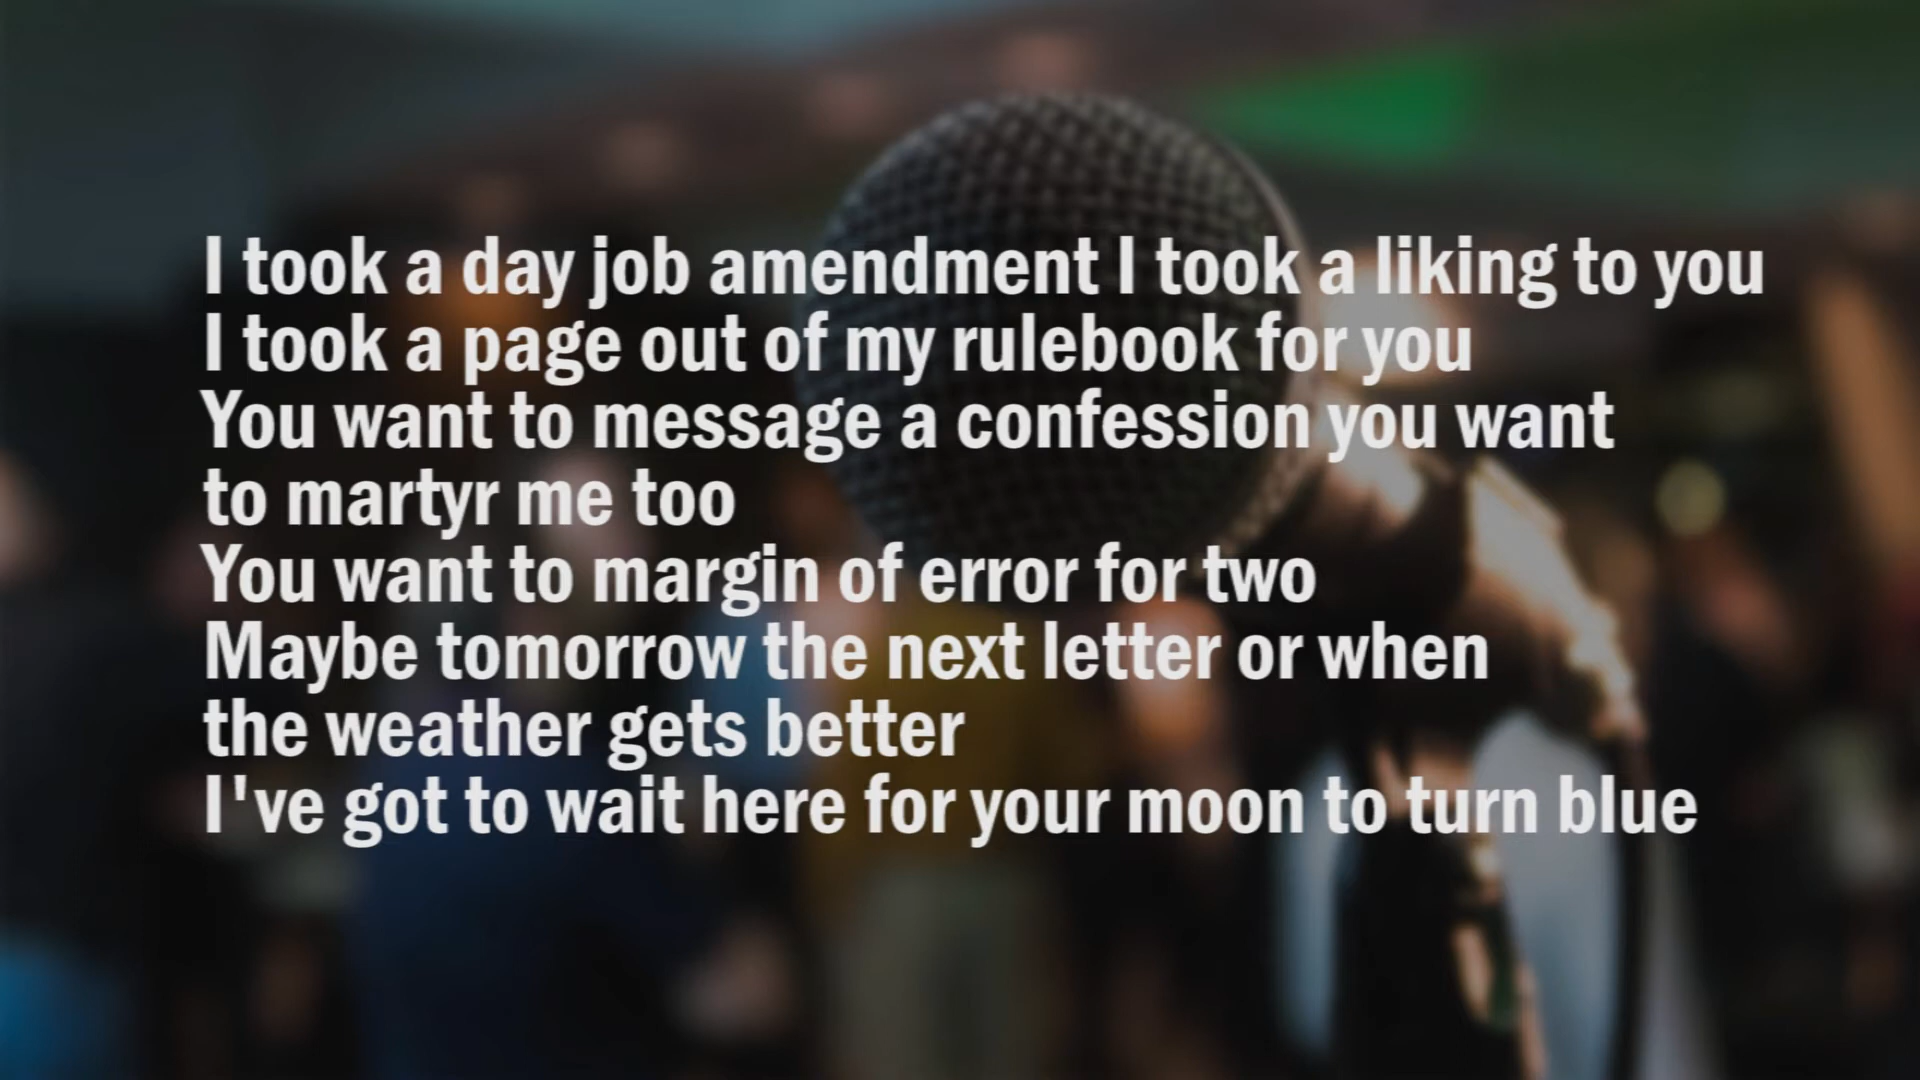 I took a day job amendment I took a liking to you
I took a page out of my rulebook for you
You want to message a confession you want
to martyr me too
You want to margin of error for two
Maybe tomorrow the next letter or when
the weather gets better
I've got to wait here for your moon to turn blue